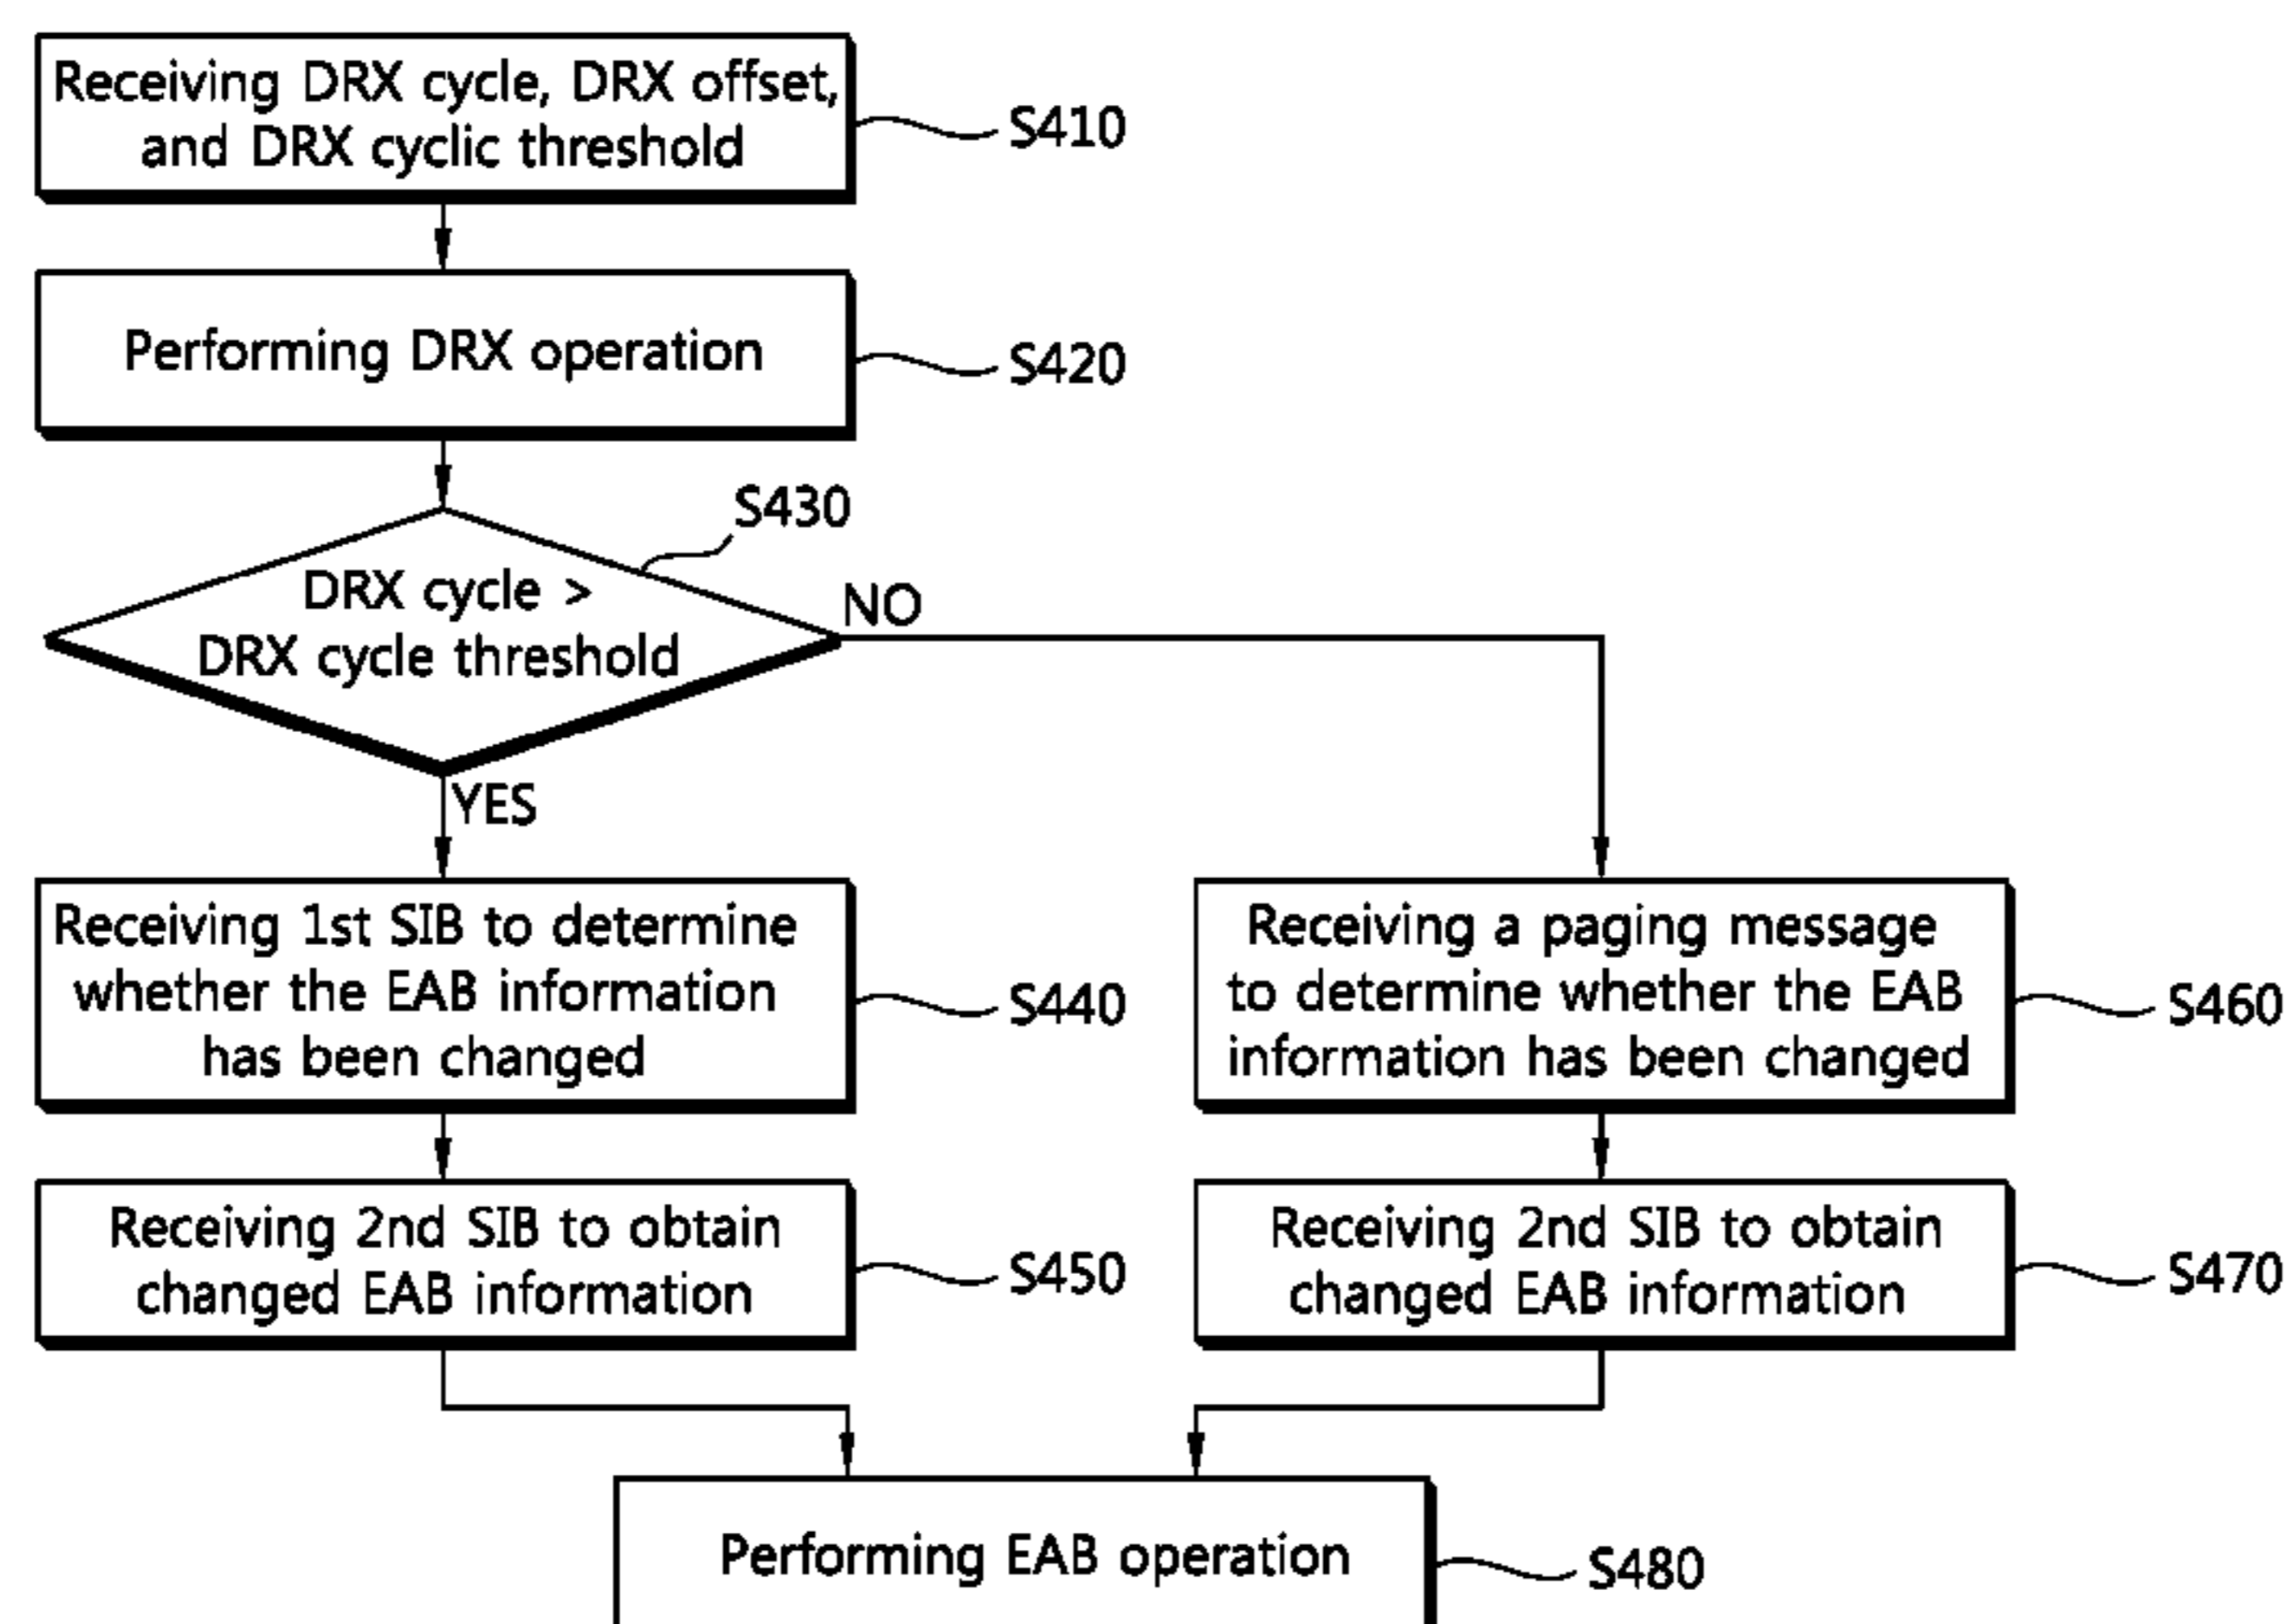 Receiving DRX cycle, DRX offset,
and DRX cyclic threshold
S410
Performing DRX operation
S420
S430
DRX cycle >
DRX cycle threshold
NO
YES
Receiving 1st SIB to determine
whether the EAB information
has been changed
S440
Receiving a paging message
to determine whether the EAB
information has been changed
S460
Receiving 2nd SIB to obtain
changed EAB information
S450
Receiving 2nd SIB to obtain
changed EAB information
S470
Performing EAB operation
S480